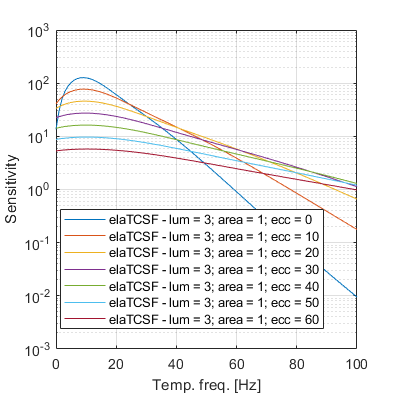 10³
10²
10¹
10⁰
10⁻¹
10⁻²
10⁻³
Sensitivity
elaTCSF - lum = 3; area = 1; ecc = 0
elaTCSF - lum = 3; area = 1; ecc = 10
elaTCSF - lum = 3; area = 1; ecc = 20
elaTCSF - lum = 3; area = 1; ecc = 30
elaTCSF - lum = 3; area = 1; ecc = 40
elaTCSF - lum = 3; area = 1; ecc = 50
elaTCSF - lum = 3; area = 1; ecc = 60
0 20 40 60 80 100
Temp. freq. [Hz]